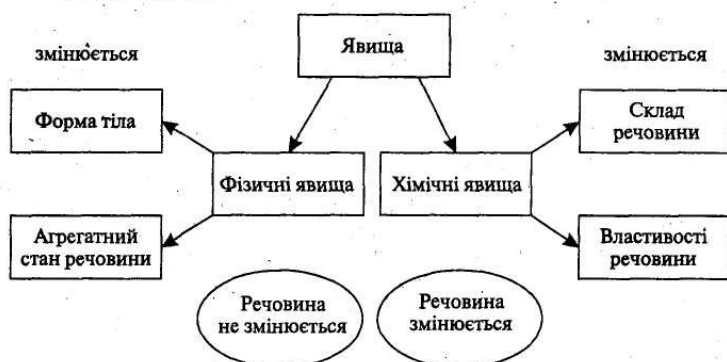 Явища
змінюється
змінюється
Форма тіла
Склад
речовини
Фізичні явища
Хімічні явища
Агрегатний
стан речовини
Властивості
речовини
Речовина
не змінюється
Речовина
змінюється